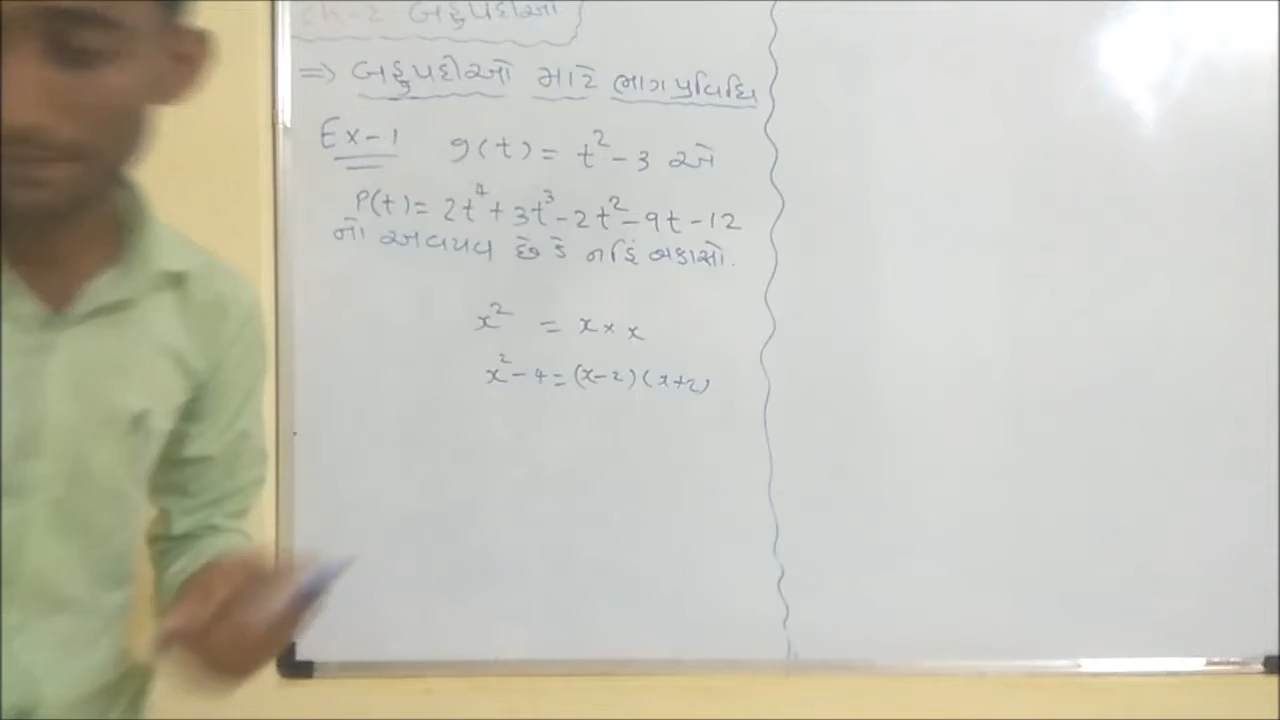 ch-2 બહુપદીઓ
=> બહુપદીઓ માટે ભાગપ્રવિધિ
Ex-1 g(t) = t² - 3 એ
P(t) = 2t⁴ + 3t³ - 2t² - 9t - 12
નો અવયવ છે કે નહિં ચકાસો.
x² = x × x
x² - 4 = (x-2)(x+2)